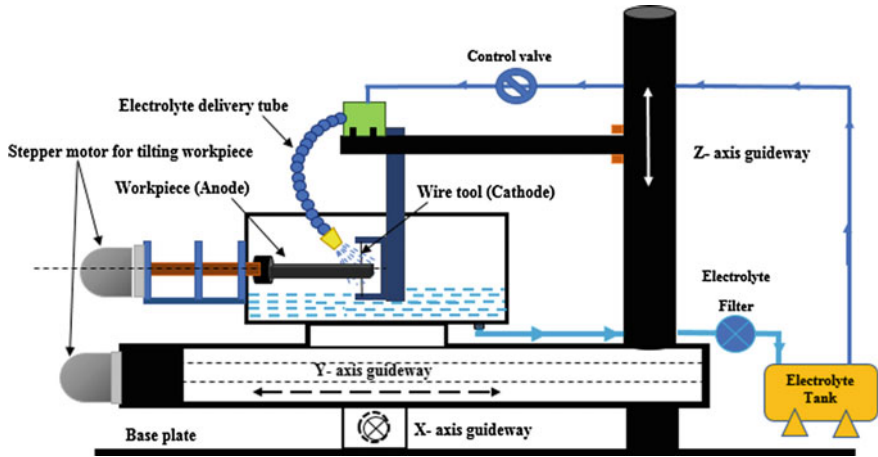 Control valve
Electrolyte delivery tube
Stepper motor for tilting workpiece
Z- axis guideway
Workpiece (Anode)
Wire tool (Cathode)
Electrolyte
Filter
Y- axis guideway
Electrolyte
Tank
Base plate
X- axis guideway